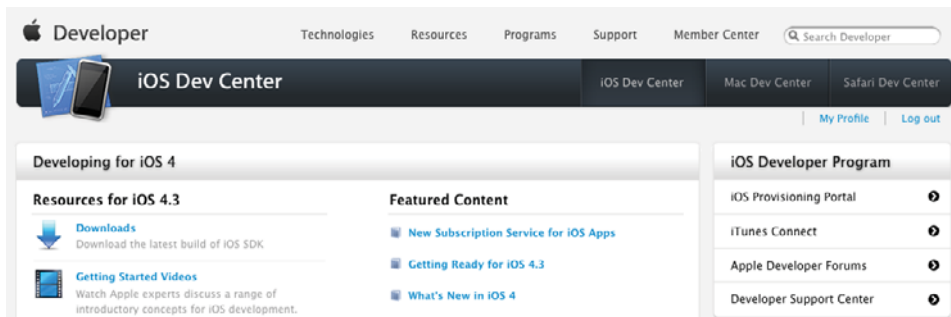 Developer
Technologies Resources Programs Support Member Center Search Developer
iOS Dev Center
iOS Dev Center Mac Dev Center Safari Dev Center
My Profile Log out
Developing for iOS 4
Resources for iOS 4.3
Downloads
Download the latest build of iOS SDK
Getting Started Videos
Watch Apple experts discuss a range of
introductory concepts for iOS development.
Featured Content
New Subscription Service for iOS Apps
Getting Ready for iOS 4.3
What's New in iOS 4
iOS Developer Program
iOS Provisioning Portal
iTunes Connect
Apple Developer Forums
Developer Support Center